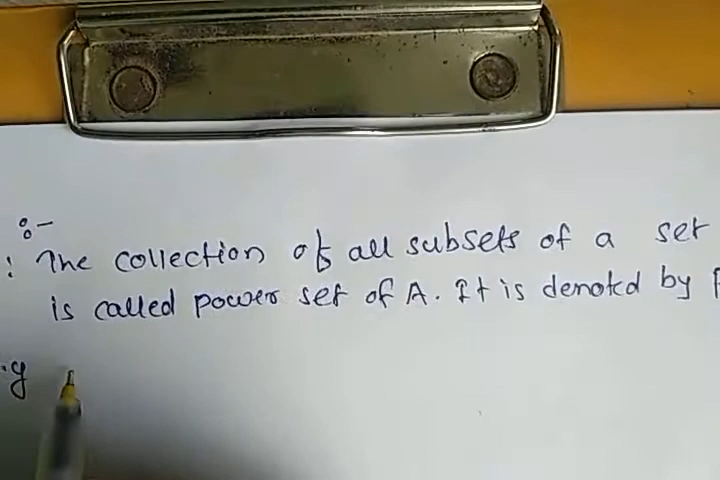 :-
: The collection of all subsets of a set
is called power set of A. It is denoted by P
.g